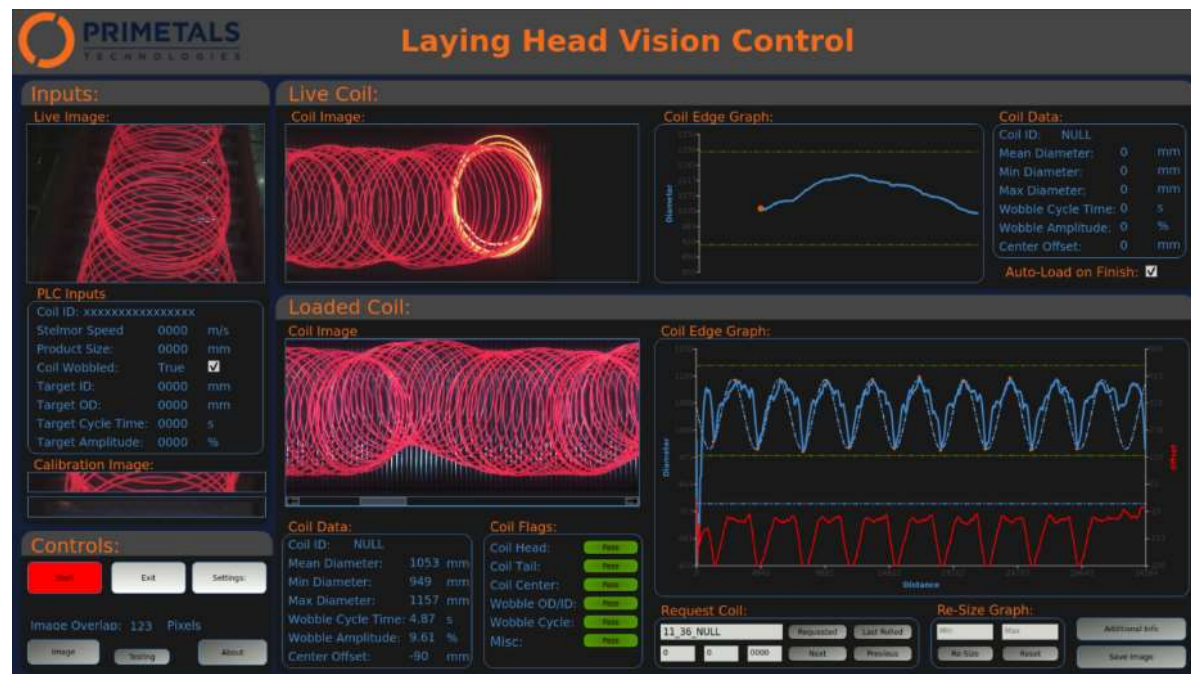 PRIMETALS
TECHNOLOGIES
Laying Head Vision Control
Inputs:
Live Image:
PLC Inputs
Coil ID: xxxxxxxxxxxxxxxx
Stelmor Speed 0000 m/s
Product Size: 0000 mm
Coil Wobbled: True
Target ID: 0000 mm
Target OD: 0000 mm
Target Cycle Time: 0000 s
Target Amplitude: 0000 %
Calibration Image:
Controls:
Exit
Settings:
Image Overlap: 123 Pixels
Image
Testing
About
Live Coil:
Coil Image:
Coil Edge Graph:
Diameter
Coil Data:
Coil ID: NULL
Mean Diameter: 0 mm
Min Diameter: 0 mm
Max Diameter: 0 mm
Wobble Cycle Time: 0 s
Wobble Amplitude: 0 %
Center Offset: 0 mm
Auto-Load on Finish:
Loaded Coil:
Coil Image
Coil Edge Graph:
Diameter
Offset
Distance
Coil Data:
Coil ID: NULL
Mean Diameter: 1053 mm
Min Diameter: 949 mm
Max Diameter: 1157 mm
Wobble Cycle Time: 4.87 s
Wobble Amplitude: 9.61 %
Center Offset: -90 mm
Coil Flags:
Coil Head: Pass
Coil Tail: Pass
Coil Center: Pass
Wobble OD/ID: Pass
Wobble Cycle: Pass
Misc: Pass
Request Coil:
11_36_NULL
Requested
Last Rolled
0 0 0000
Next
Previous
Re-Size Graph:
Min
Max
Re-Size
Reset
Additional Info
Save Image